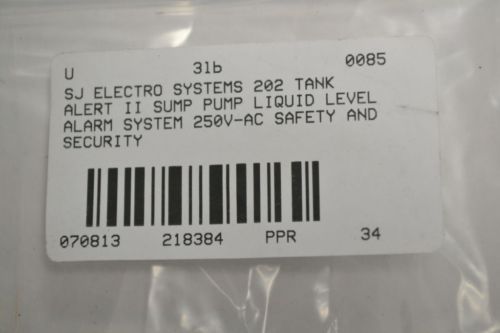 U 3lb 0085
SJ ELECTRO SYSTEMS 202 TANK
ALERT II SUMP PUMP LIQUID LEVEL
ALARM SYSTEM 250V-AC SAFETY AND
SECURITY
070813 218384 PPR 34